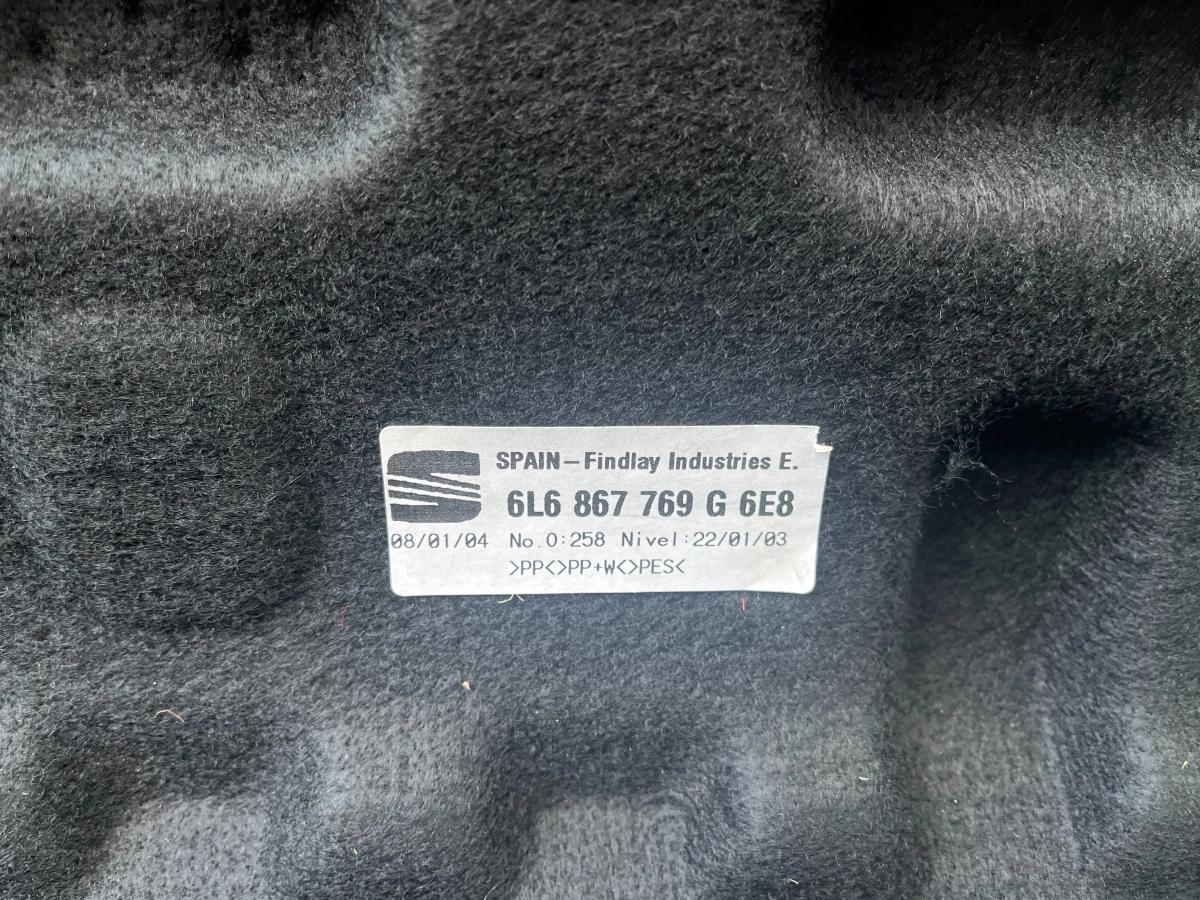 SPAIN-Findlay Industries E.
6L6 867 769 G 6E8
08/01/04 No.O:258 Nivel:22/01/03
>PP<>PP+W<>PES<